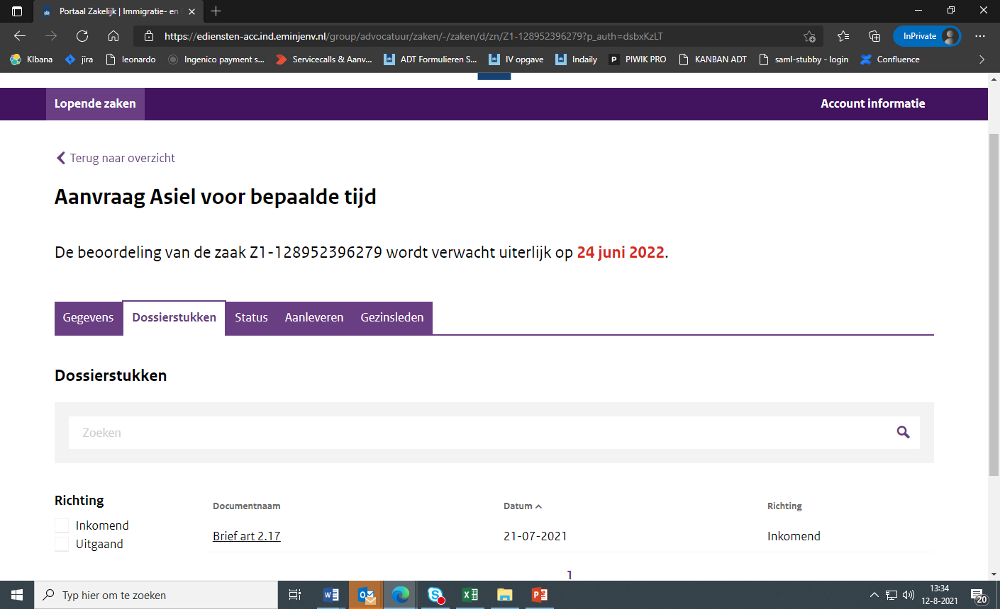 Portaal Zakelijk | Immigratie- en
https://ediensten-acc.ind.eminjenv.nl/group/advocatuur/zaken/-/zaken/d/zn/Z1-128952396279?p_auth=dsbxKzLT
InPrivate
KIbana jira leonardo Ingenico payment s... Servicecalls & Aanv... ADT Formulieren S... IV opgave Indaily PIWIK PRO KANBAN ADT saml-stubby - login Confluence
Lopende zaken Account informatie
Terug naar overzicht
Aanvraag Asiel voor bepaalde tijd
De beoordeling van de zaak Z1-128952396279 wordt verwacht uiterlijk op 24 juni 2022.
Gegevens Dossierstukken Status Aanleveren Gezinsleden
Dossierstukken
Zoeken
Richting
Inkomend
Uitgaand
Documentnaam Datum Richting
Brief art 2.17 21-07-2021 Inkomend
1
Typ hier om te zoeken
13:34
12-8-2021
20